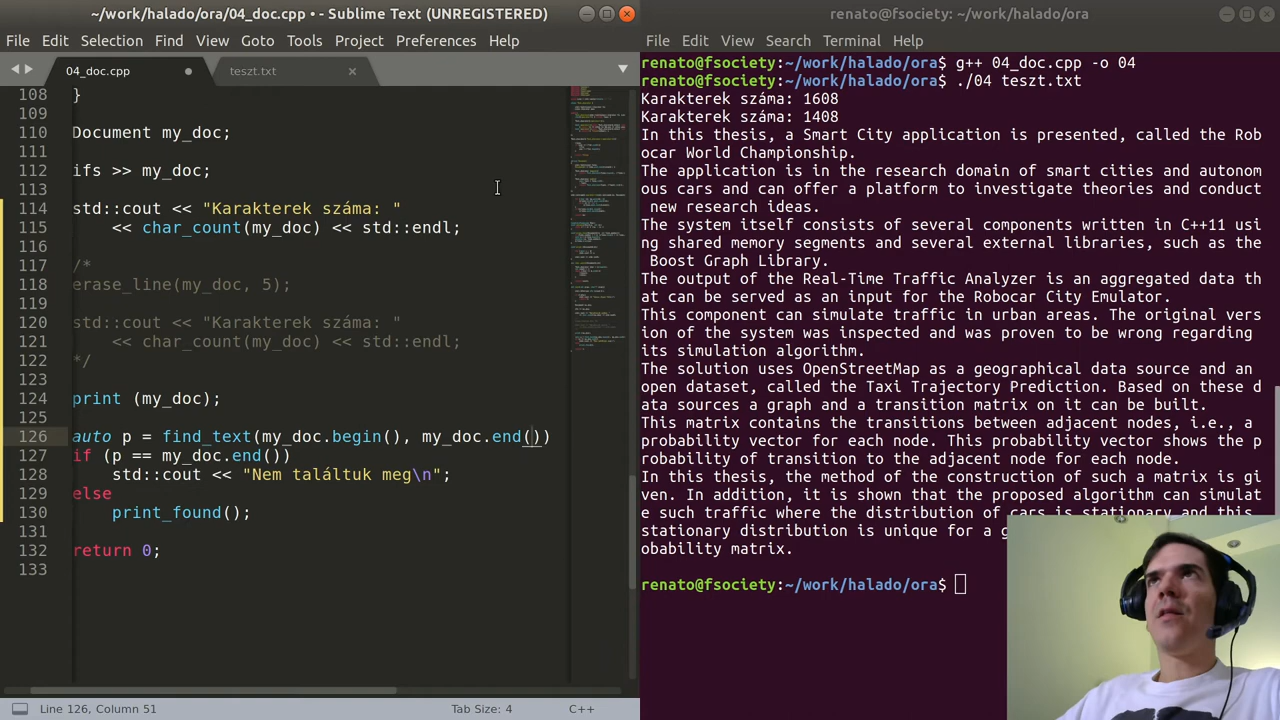 ~/work/halado/ora/04_doc.cpp • - Sublime Text (UNREGISTERED)
File Edit Selection Find View Goto Tools Project Preferences Help
04_doc.cpp
teszt.txt
108 }
109
110 Document my_doc;
111
112 ifs >> my_doc;
113
114 std::cout << "Karakterek száma: "
115 << char_count(my_doc) << std::endl;
116
117 /*
118 erase_line(my_doc, 5);
119
120 std::cout << "Karakterek száma: "
121 << char_count(my_doc) << std::endl;
122 */
123
124 print (my_doc);
125
126 auto p = find_text(my_doc.begin(), my_doc.end())
127 if (p == my_doc.end())
128 std::cout << "Nem találtuk meg\n";
129 else
130 print_found();
131
132 return 0;
133
Line 126, Column 51
Tab Size: 4
C++
renato@fsociety: ~/work/halado/ora
File Edit View Search Terminal Help
renato@fsociety:~/work/halado/ora$ g++ 04_doc.cpp -o 04
renato@fsociety:~/work/halado/ora$ ./04 teszt.txt
Karakterek száma: 1608
Karakterek száma: 1408
In this thesis, a Smart City application is presented, called the Rob
ocar World Championship.
The application is in the research domain of smart cities and autonom
ous cars and can offer a platform to investigate theories and conduct
new research ideas.
The system itself consist of several components written in C++11 usi
ng shared memory segments and several external libraries, such as the
Boost Graph Library.
The output of the Real-Time Traffic Analyzer is an aggregated data th
at can be served as an input for the Robocar City Emulator.
This component can simulate traffic in urban areas. The original vers
ion of the system was inspected and was proven to be wrong regarding
its simulation algorithm.
The solution uses OpenStreetMap as a geographical data source and an
open dataset, called the Taxi Trajectory Prediction. Based on these d
ata sources a graph and a transition matrix on it can be built.
This matrix contains the transitions between adjacent nodes, i.e., a
probability vector for each node. This probability vector shows the p
robability of transition to the adjacent node for each node.
In this thesis, the method of the construction of such a matrix is gi
ven. In addition, it is shown that the proposed algorithm can simulat
e such traffic where the distribution of cars is stationary and this
stationary distribution is unique for a g
obability matrix.
renato@fsociety:~/work/halado/ora$